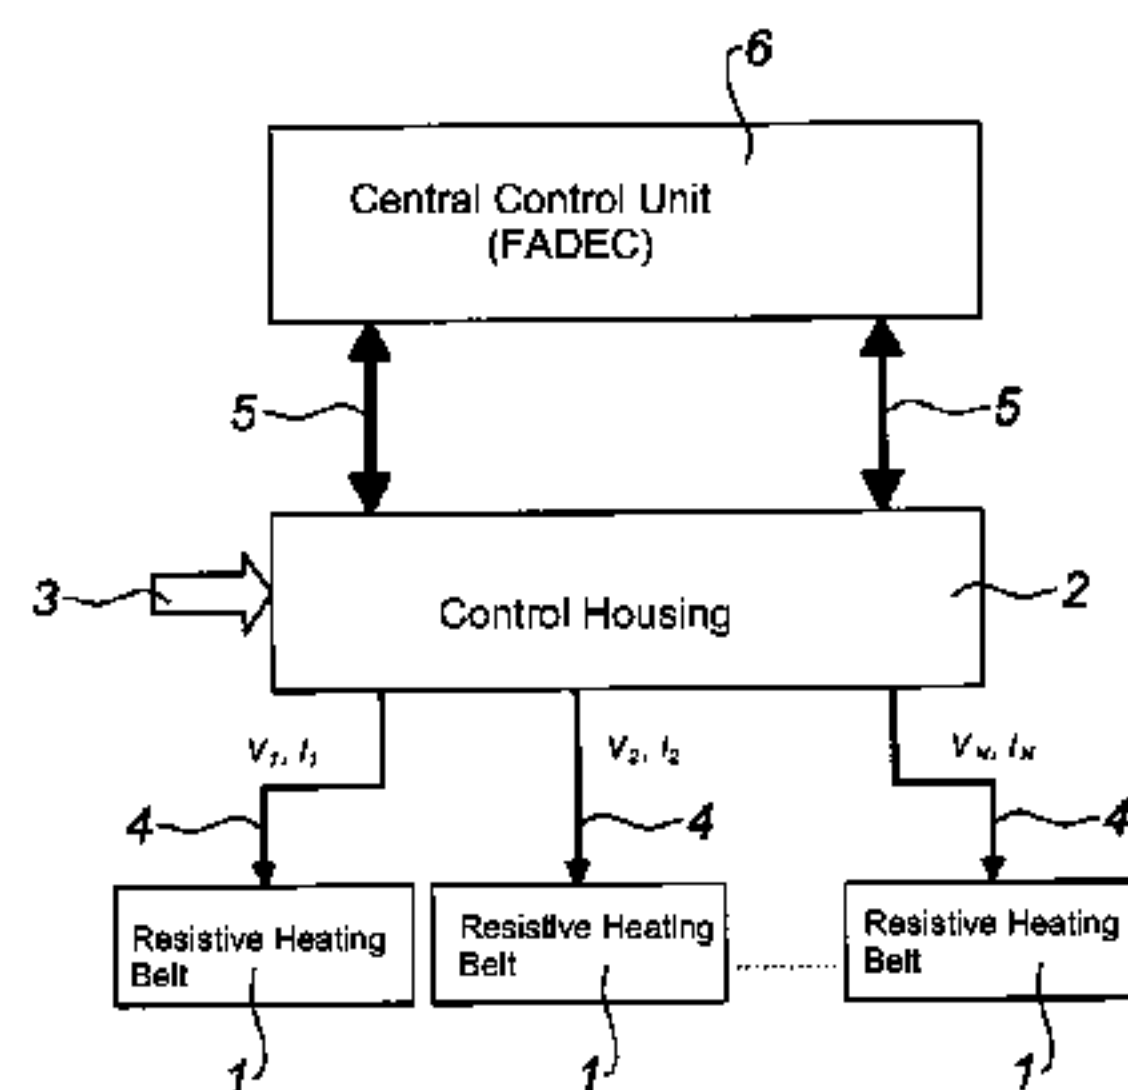 6
Central Control Unit
(FADEC)
5
5
3
Control Housing
2
V1, I1
V2, I2
VN, IN
4
4
4
Resistive Heating
Belt
Resistive Heating
Belt
Resistive Heating
Belt
1
1
1